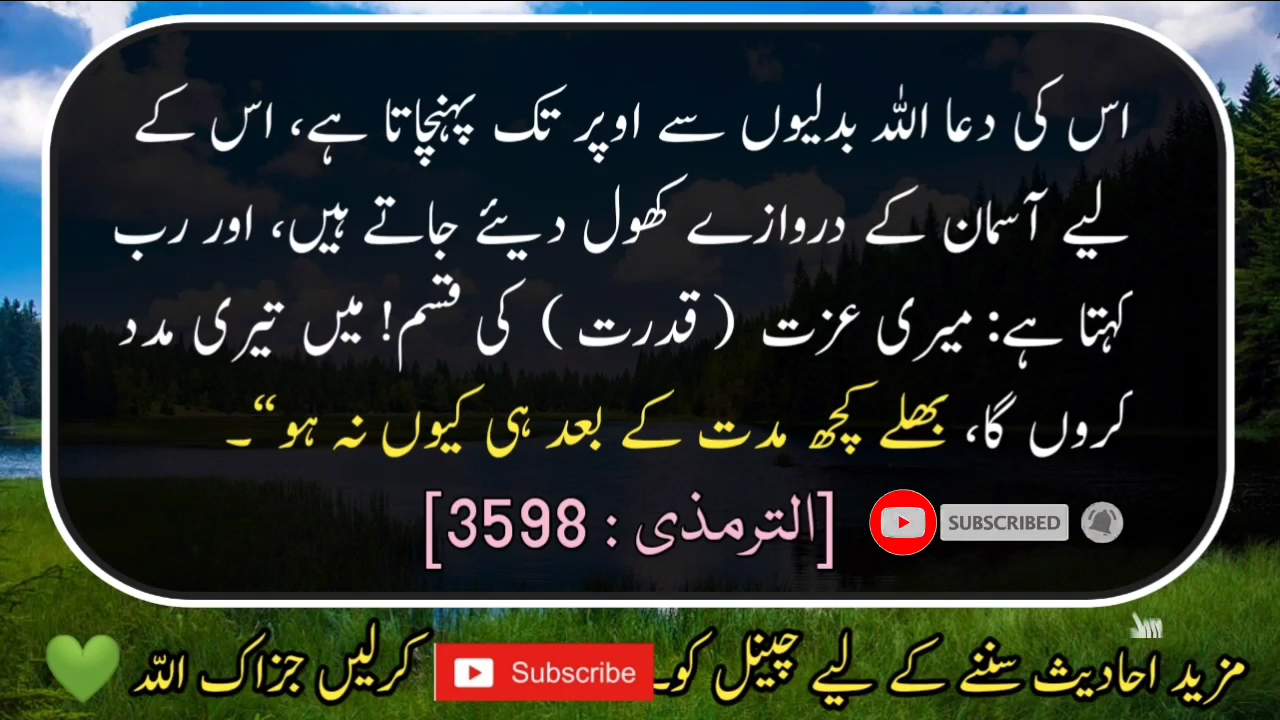 اس کی دعا اللہ بدلیوں سے اوپر تک پہنچاتا ہے، اس کے
لیے آسمان کے دروازے کھول دیئے جاتے ہیں، اور رب
کہتا ہے: میری عزت ( قدرت ) کی قسم! میں تیری مدد
کروں گا، بھلے کچھ مدت کے بعد ہی کیوں نہ ہو“۔
[الترمذی : 3598]
SUBSCRIBED
مزید احادیث سننے کے لیے چینل کو Subscribe کرلیں جزاک اللہ